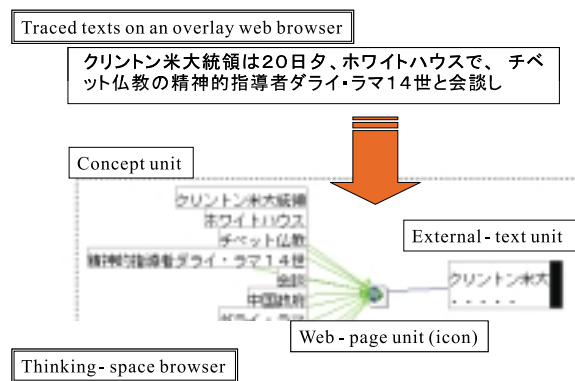 Traced texts on an overlay web browser
クリントン米大統領は20日夕、ホワイトハウスで、 チベ
ット仏教の精神的指導者ダライ・ラマ14世と会談し
Concept unit
クリントン米大統領
ホワイトハウス
チベット仏教
精神的指導者ダライ・ラマ14世
会談
中国政府
ダライ・ラマ
External - text unit
クリントン米大
. . . . .
Web - page unit (icon)
Thinking - space browser